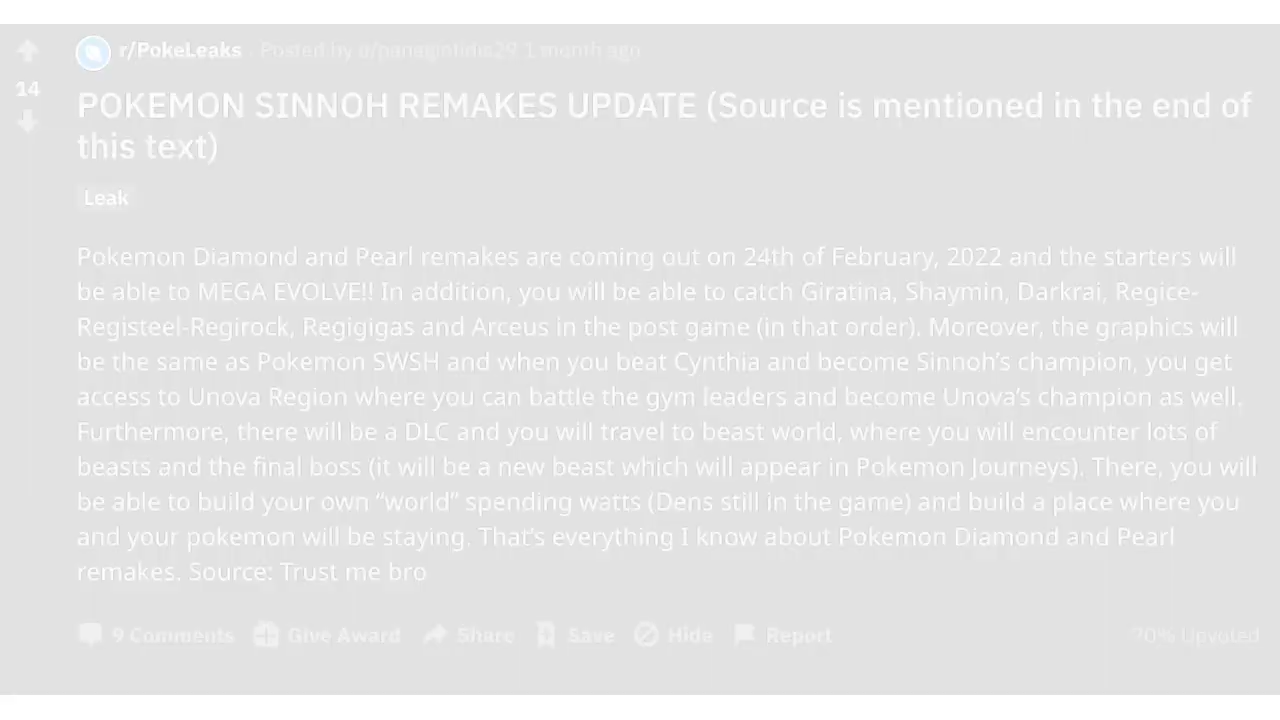 r/PokeLeaks · Posted by u/panagiotidis29 1 month ago
14
POKEMON SINNOH REMAKES UPDATE (Source is mentioned in the end of
this text)
Leak
Pokemon Diamond and Pearl remakes are coming out on 24th of February, 2022 and the starters will
be able to MEGA EVOLVE!! In addition, you will be able to catch Giratina, Shaymin, Darkrai, Regice-
Registeel-Regirock, Regigigas and Arceus in the post game (in that order). Moreover, the graphics will
be the same as Pokemon SWSH and when you beat Cynthia and become Sinnoh's champion, you get
access to Unova Region where you can battle the gym leaders and become Unova's champion as well.
Furthermore, there will be a DLC and you will travel to beast world, where you will encounter lots of
beasts and the final boss (it will be a new beast which will appear in Pokemon Journeys). There, you will
be able to build your own “world” spending watts (Dens still in the game) and build a place where you
and your pokemon will be staying. That's everything I know about Pokemon Diamond and Pearl
remakes. Source: Trust me bro
9 Comments Give Award Share Save Hide Report 70% Upvoted